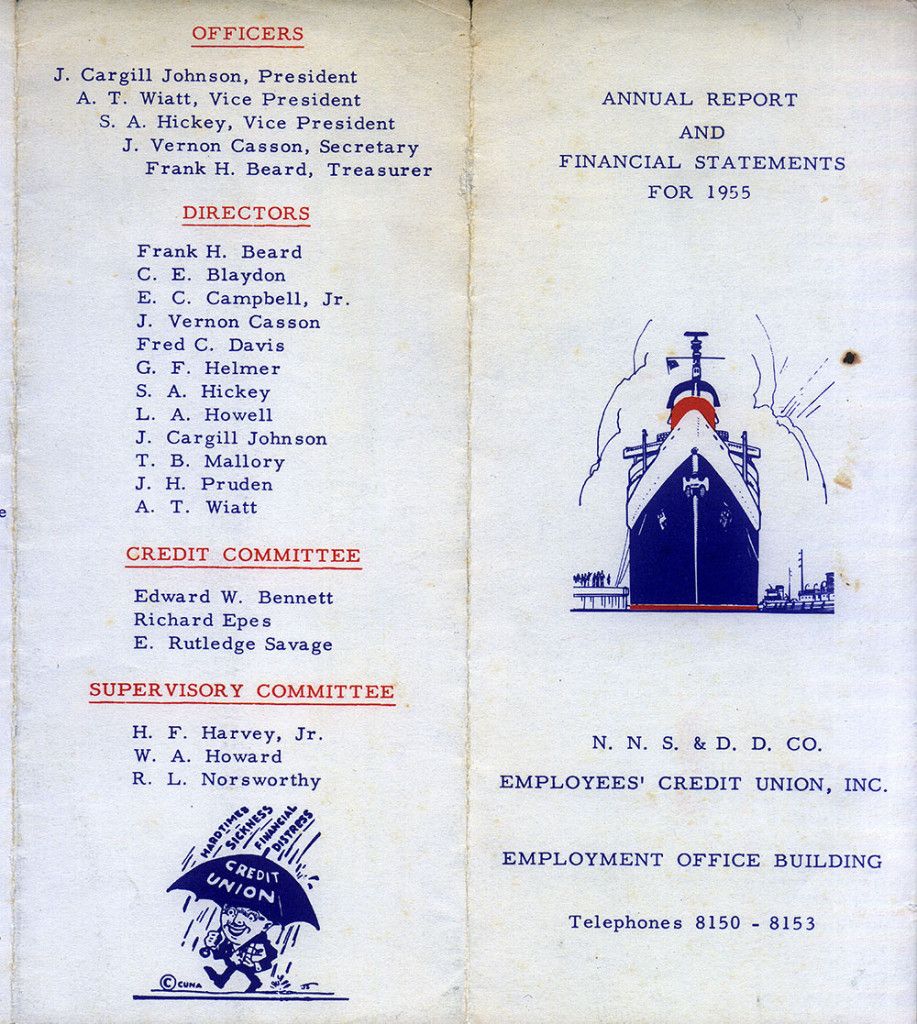 OFFICERS
J. Cargill Johnson, President
A. T. Wiatt, Vice President
S. A. Hickey, Vice President
J. Vernon Casson, Secretary
Frank H. Beard, Treasurer
DIRECTORS
Frank H. Beard
C. E. Blaydon
E. C. Campbell, Jr.
J. Vernon Casson
Fred C. Davis
G. F. Helmer
S. A. Hickey
L. A. Howell
J. Cargill Johnson
T. B. Mallory
J. H. Pruden
A. T. Wiatt
CREDIT COMMITTEE
Edward W. Bennett
Richard Epes
E. Rutledge Savage
SUPERVISORY COMMITTEE
H. F. Harvey, Jr.
W. A. Howard
R. L. Norsworthy
HARD TIMES
SICKNESS
FINANCIAL
DISTRESS
CREDIT
UNION
© CUNA
JS
e
ANNUAL REPORT
AND
FINANCIAL STATEMENTS
FOR 1955
N. N. S. & D. D. CO.
EMPLOYEES' CREDIT UNION, INC.
EMPLOYMENT OFFICE BUILDING
Telephones 8150 - 8153